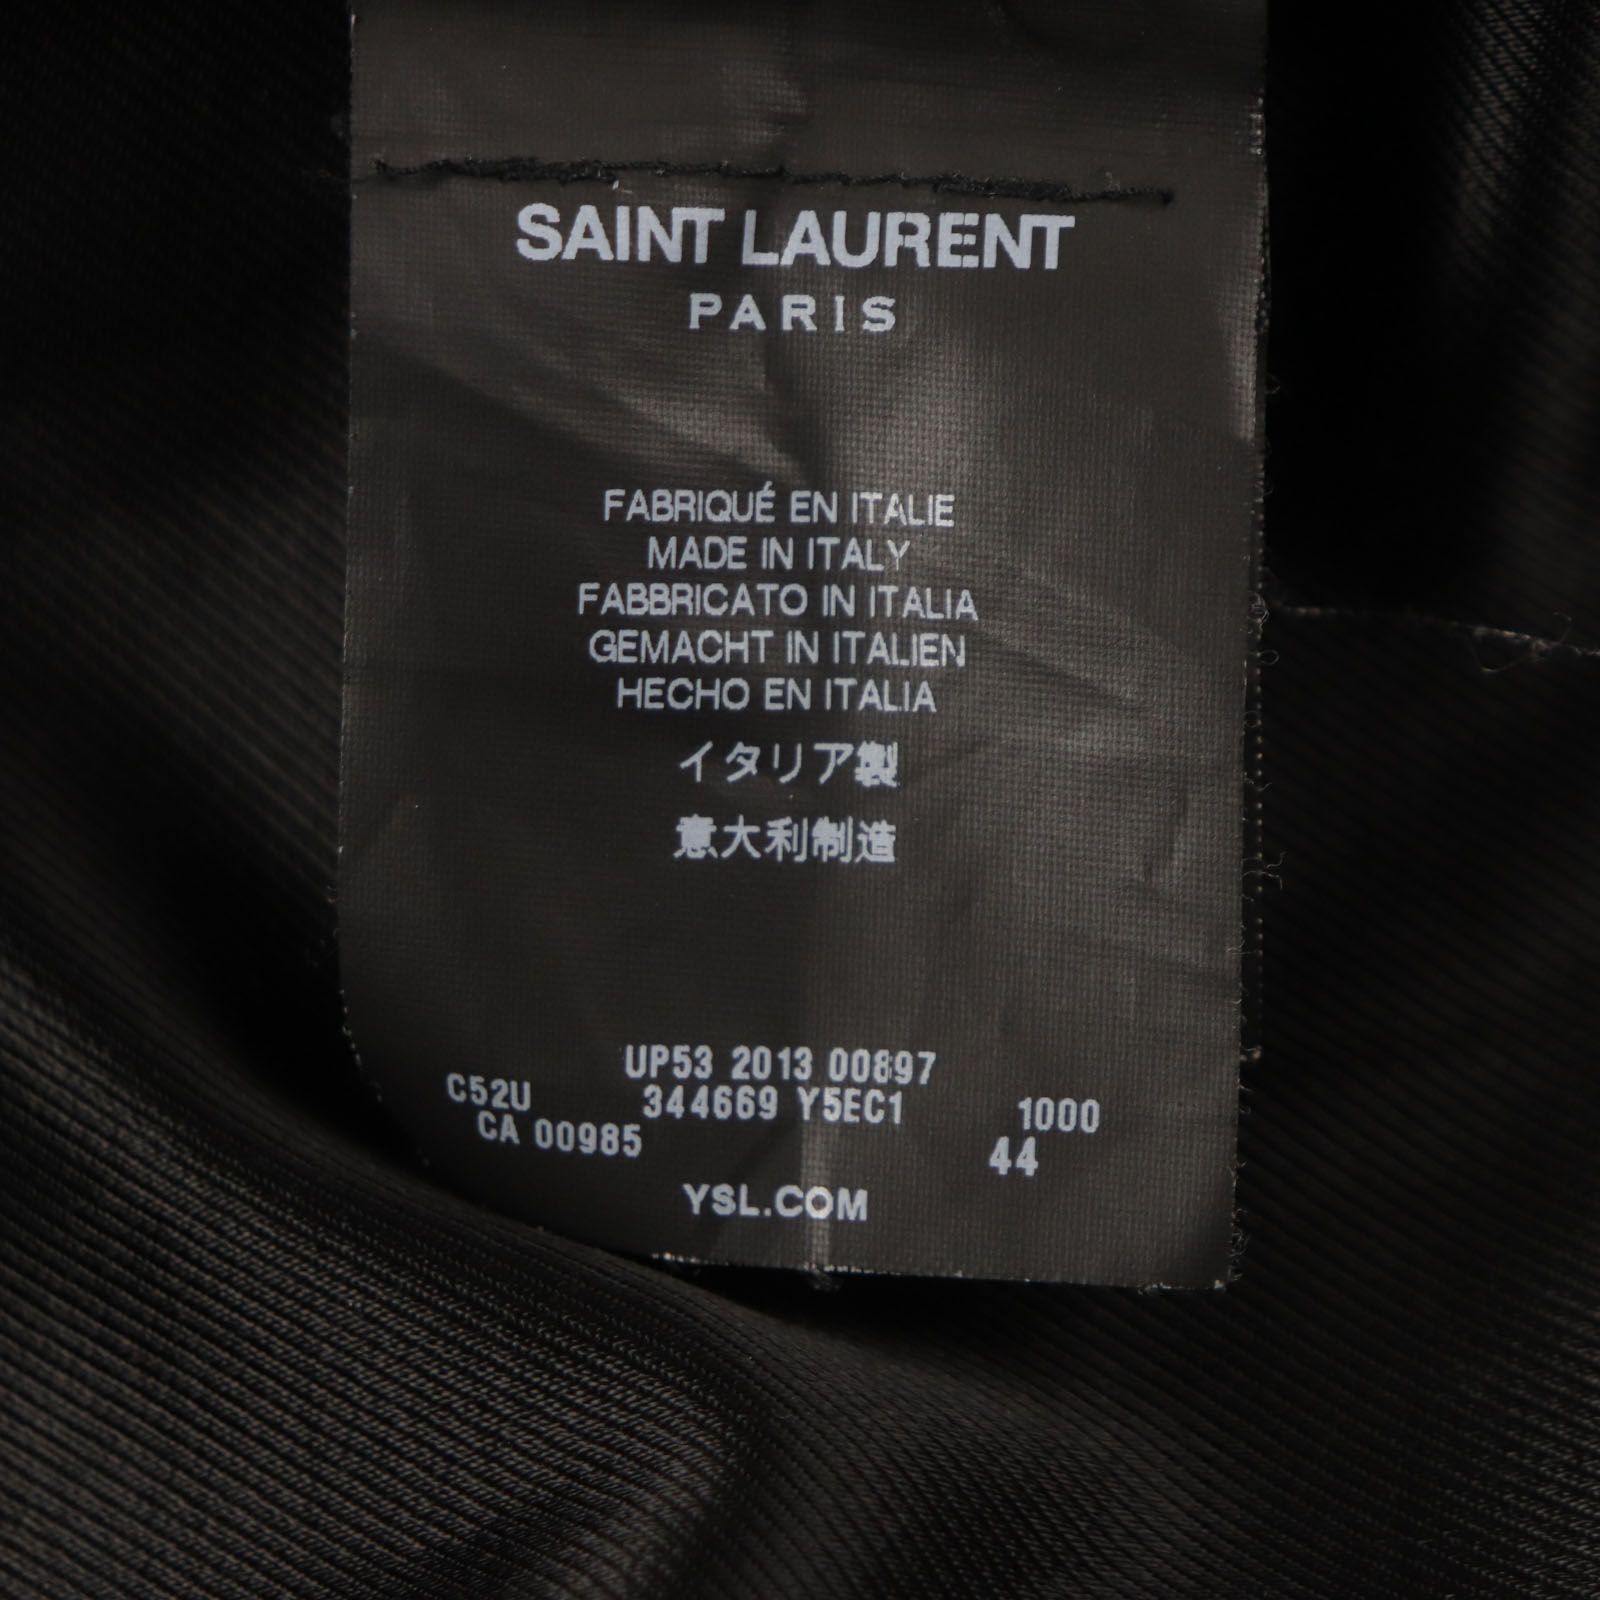 SAINT LAURENT
PARIS
FABRIQUÉ EN ITALIE
MADE IN ITALY
FABBRICATO IN ITALIA
GEMACHT IN ITALIEN
HECHO EN ITALIA
イタリア製
意大利制造
UP53 2013 00897
C52U 344669 Y5EC1 1000
CA 00985 44
YSL.COM